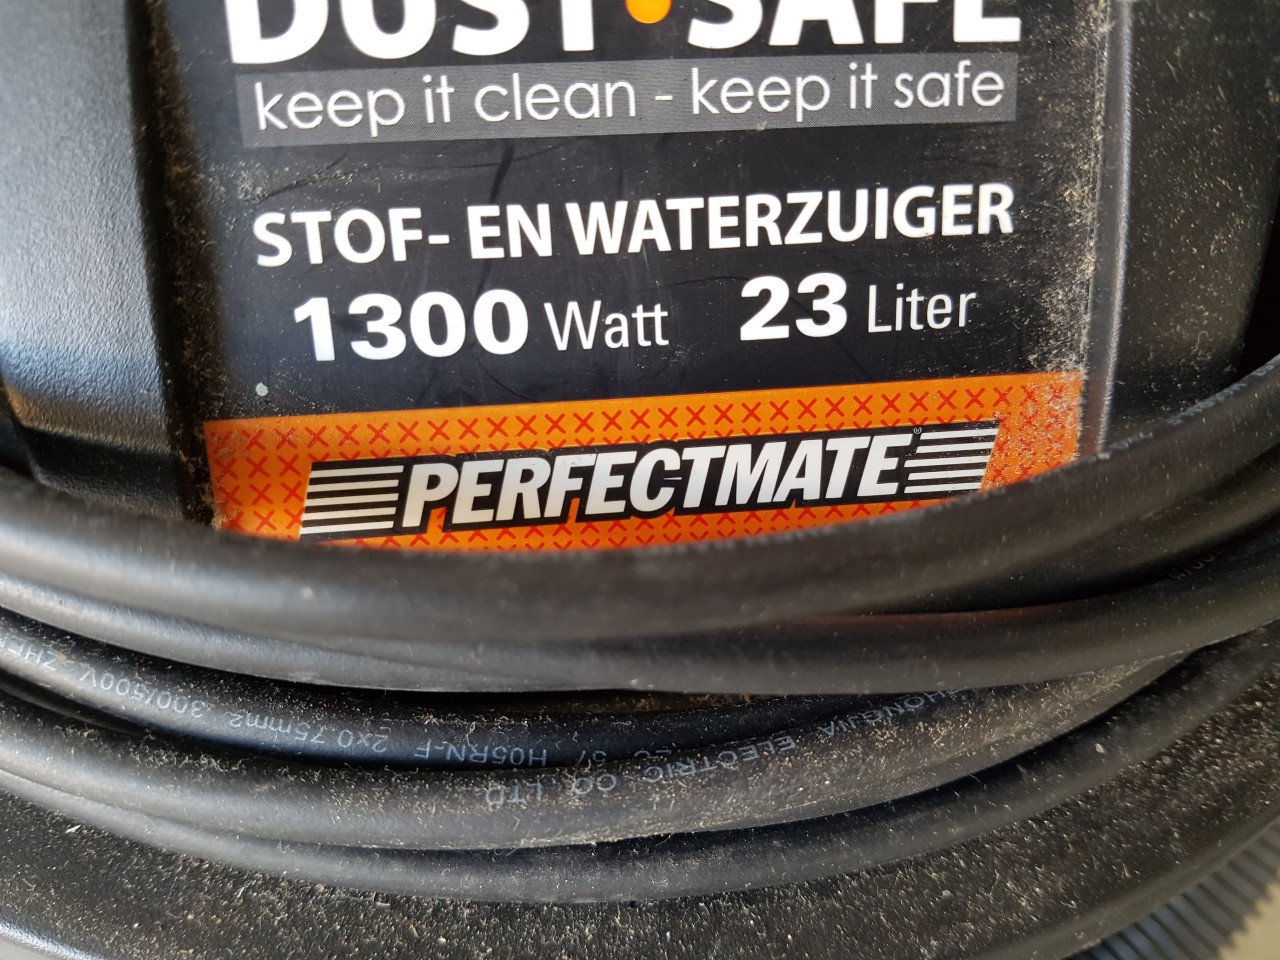 DUST•SAFE
keep it clean - keep it safe
STOF- EN WATERZUIGER
1300 Watt 23 Liter
PERFECTMATE®
H05RN-F 2x0.75mm2 300/500V
HONGJIA ELECTRIC CO LTD